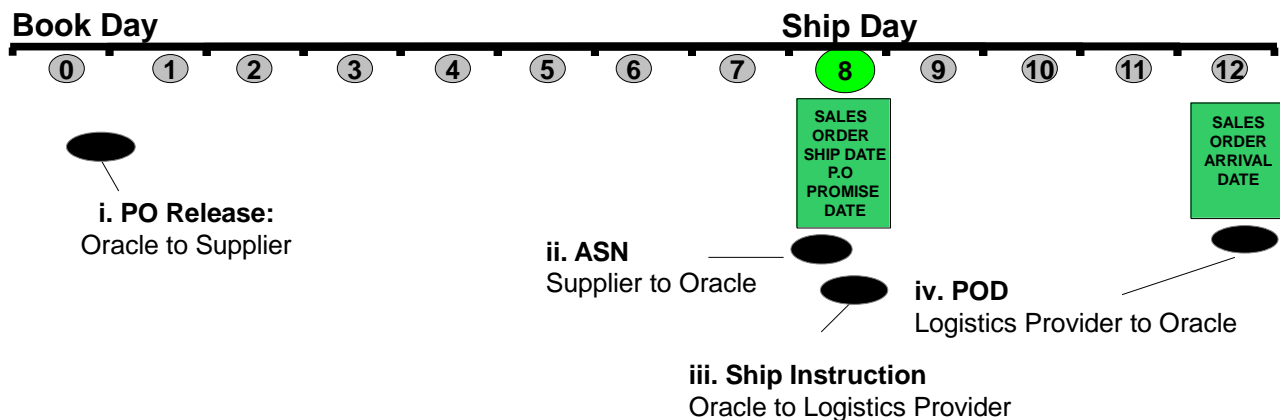 Book Day
Ship Day
0 1 2 3 4 5 6 7 8 9 10 11 12
SALES
ORDER
SHIP DATE
P.O
PROMISE
DATE
SALES
ORDER
ARRIVAL
DATE
i. PO Release:
Oracle to Supplier
ii. ASN
Supplier to Oracle
iv. POD
Logistics Provider to Oracle
iii. Ship Instruction
Oracle to Logistics Provider